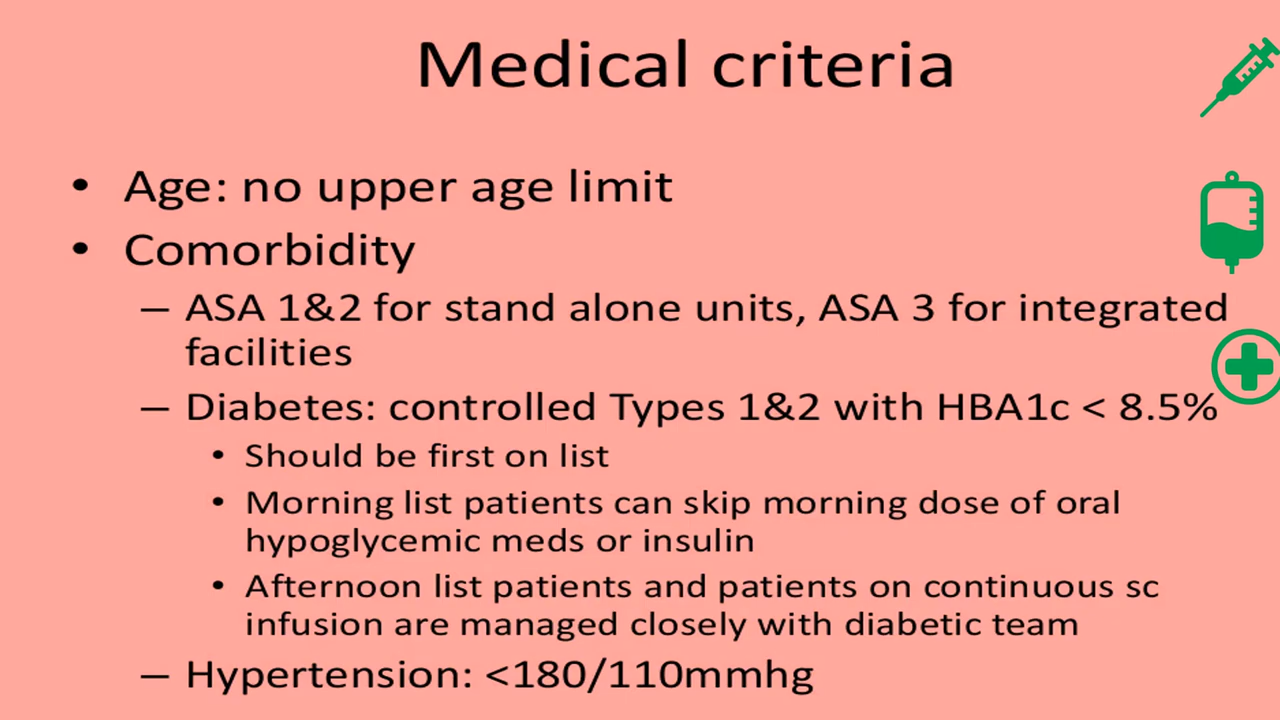 Medical criteria
• Age: no upper age limit
• Comorbidity
– ASA 1&2 for stand alone units, ASA 3 for integrated
facilities
– Diabetes: controlled Types 1&2 with HBA1c < 8.5%
• Should be first on list
• Morning list patients can skip morning dose of oral
hypoglycemic meds or insulin
• Afternoon list patients and patients on continuous sc
infusion are managed closely with diabetic team
– Hypertension: <180/110mmhg